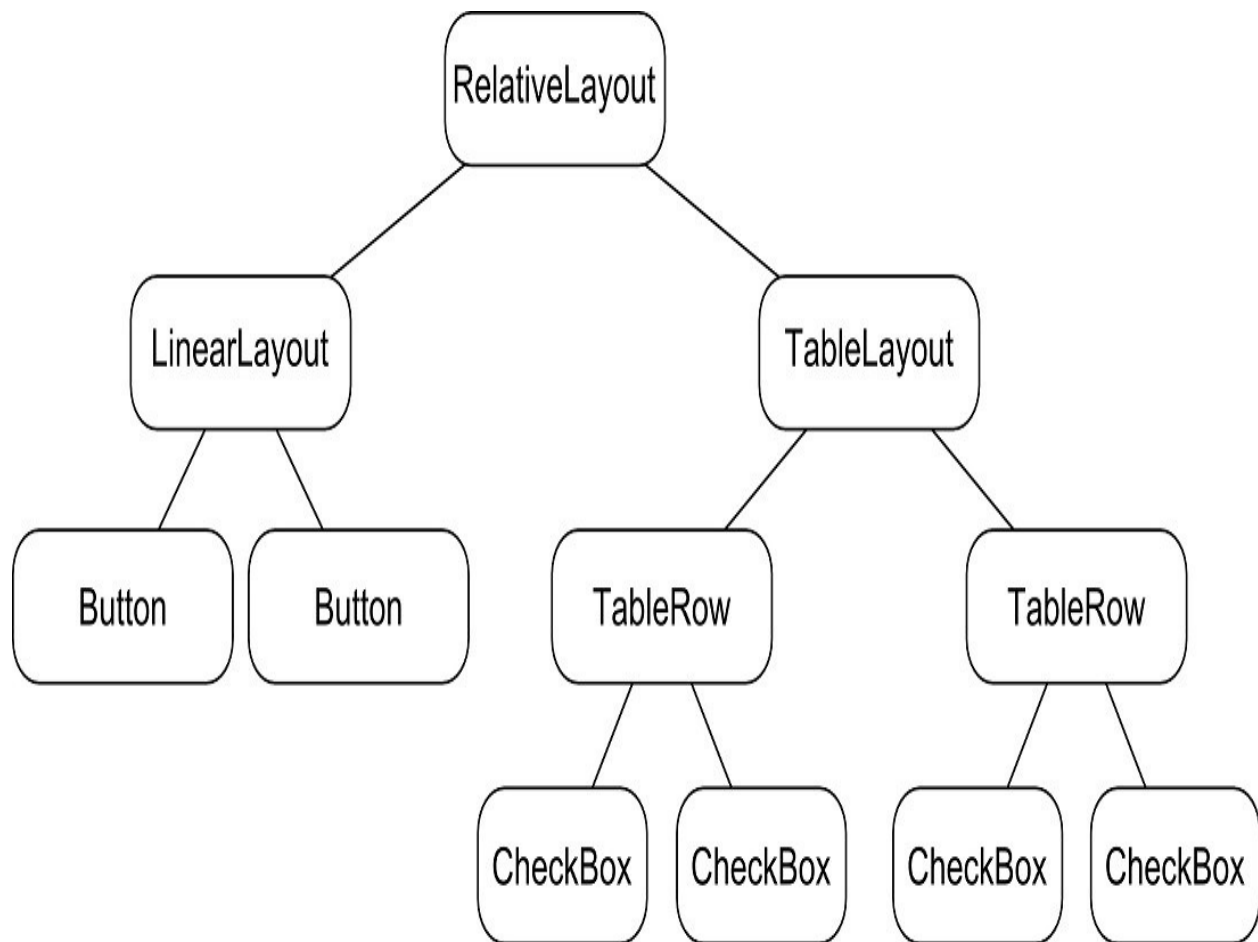 RelativeLayout
LinearLayout
TableLayout
Button
Button
TableRow
TableRow
CheckBox
CheckBox
CheckBox
CheckBox